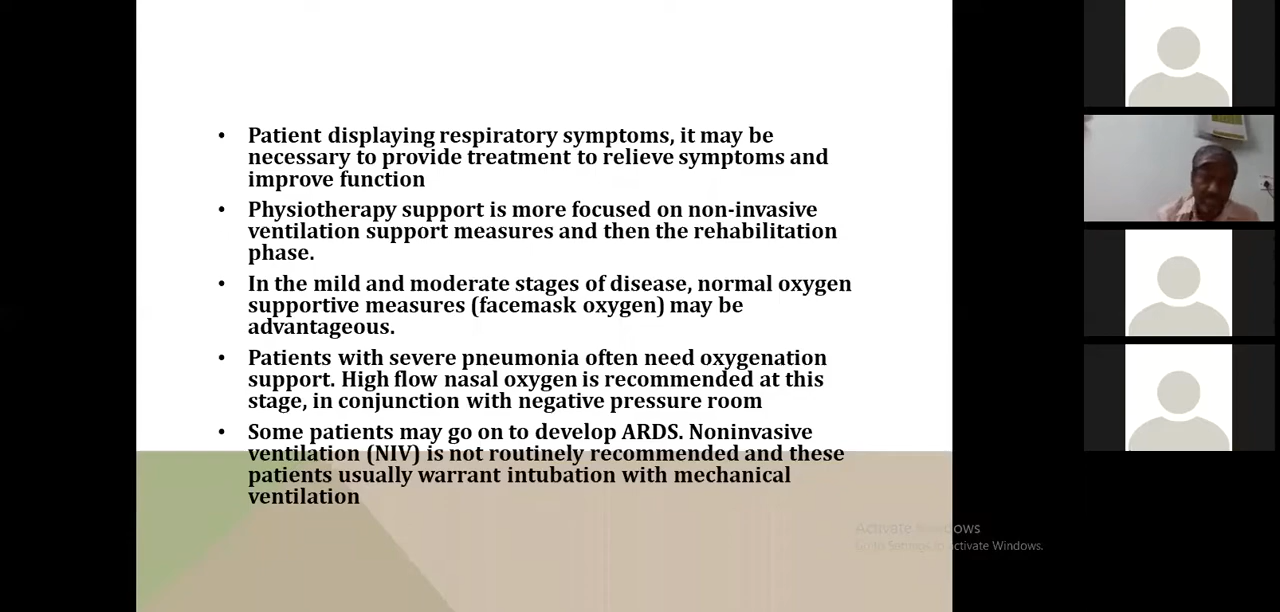 • Patient displaying respiratory symptoms, it may be
necessary to provide treatment to relieve symptoms and
improve function
• Physiotherapy support is more focused on non-invasive
ventilation support measures and then the rehabilitation
phase.
• In the mild and moderate stages of disease, normal oxygen
supportive measures (facemask oxygen) may be
advantageous.
• Patients with severe pneumonia often need oxygenation
support. High flow nasal oxygen is recommended at this
stage, in conjunction with negative pressure room
• Some patients may go on to develop ARDS. Noninvasive
ventilation (NIV) is not routinely recommended and these
patients usually warrant intubation with mechanical
ventilation
Activate Windows
Go to Settings to activate Windows.